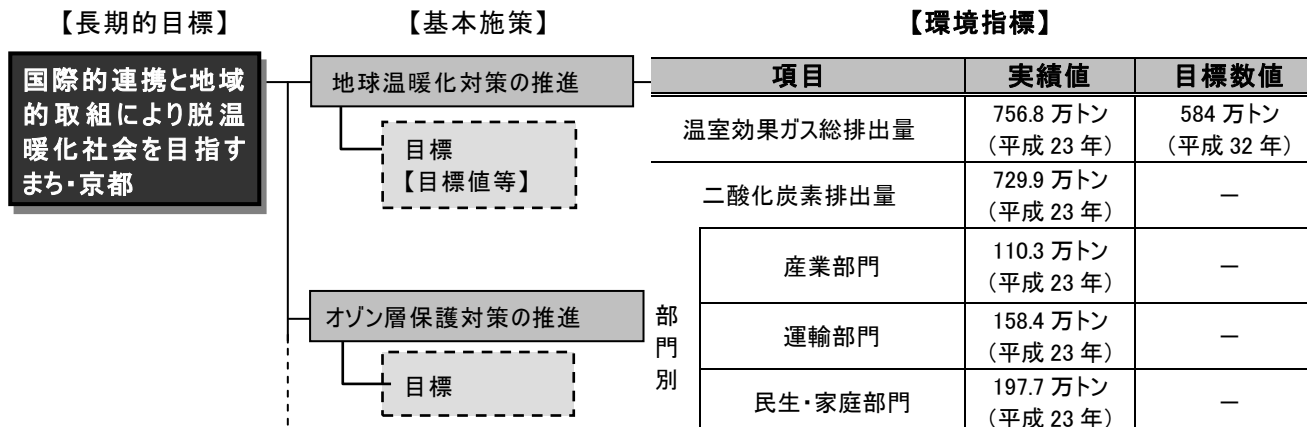 【長期的目標】
国際的連携と地域
的取組により脱温
暖化社会を目指す
まち・京都
【基本施策】
地球温暖化対策の推進
目標
【目標値等】
オゾン層保護対策の推進
目標
【環境指標】
項目 実績値 目標数値
温室効果ガス総排出量 756.8 万トン 584 万トン
(平成 23 年) (平成 32 年)
二酸化炭素排出量 729.9 万トン －
(平成 23 年)
部門別
産業部門 110.3 万トン －
(平成 23 年)
運輸部門 158.4 万トン －
(平成 23 年)
民生・家庭部門 197.7 万トン －
(平成 23 年)